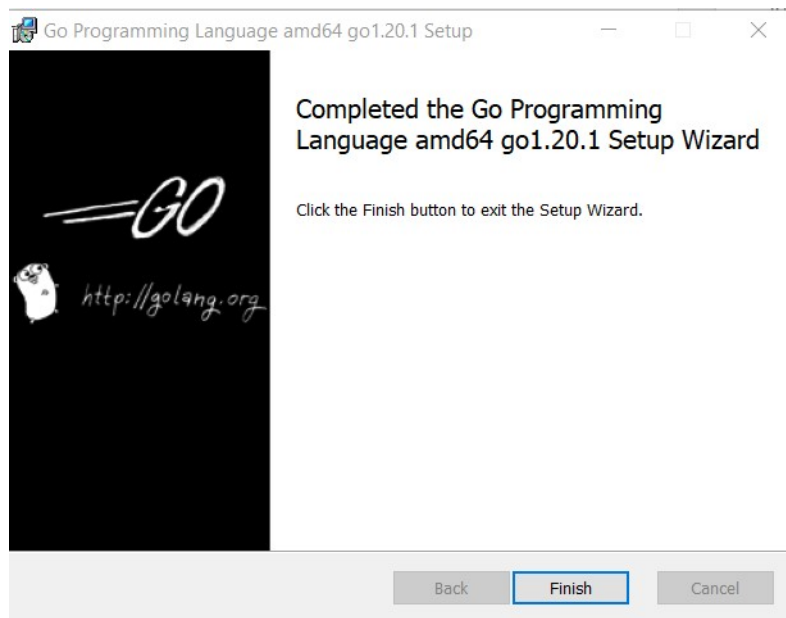 Go Programming Language amd64 go1.20.1 Setup
Completed the Go Programming
Language amd64 go1.20.1 Setup Wizard
Click the Finish button to exit the Setup Wizard.
GO
http://golang.org
Back
Finish
Cancel